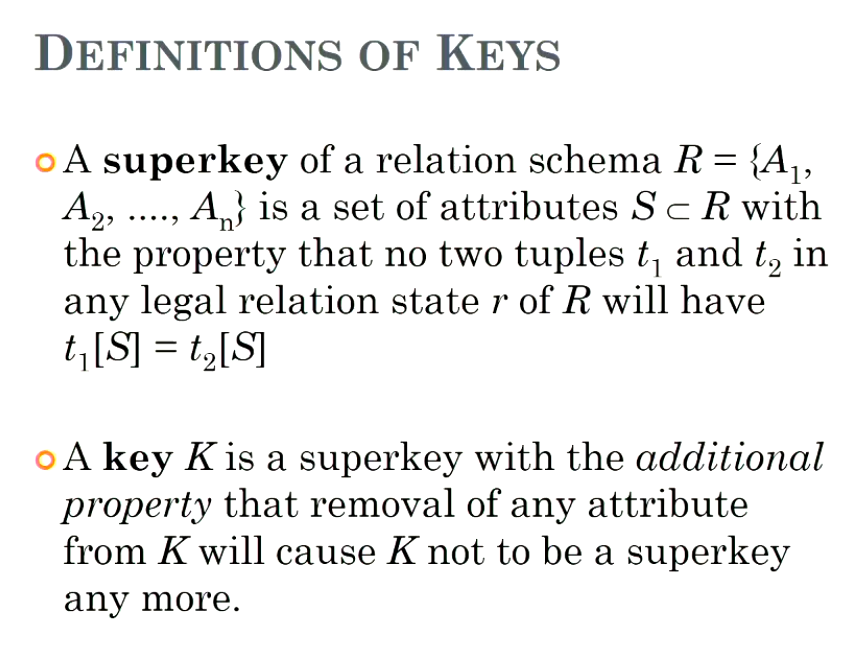 DEFINITIONS OF KEYS
A superkey of a relation schema R = {A₁,
A₂, ...., Aₙ} is a set of attributes S ⊂ R with
the property that no two tuples t₁ and t₂ in
any legal relation state r of R will have
t₁[S] = t₂[S]
A key K is a superkey with the additional
property that removal of any attribute
from K will cause K not to be a superkey
any more.